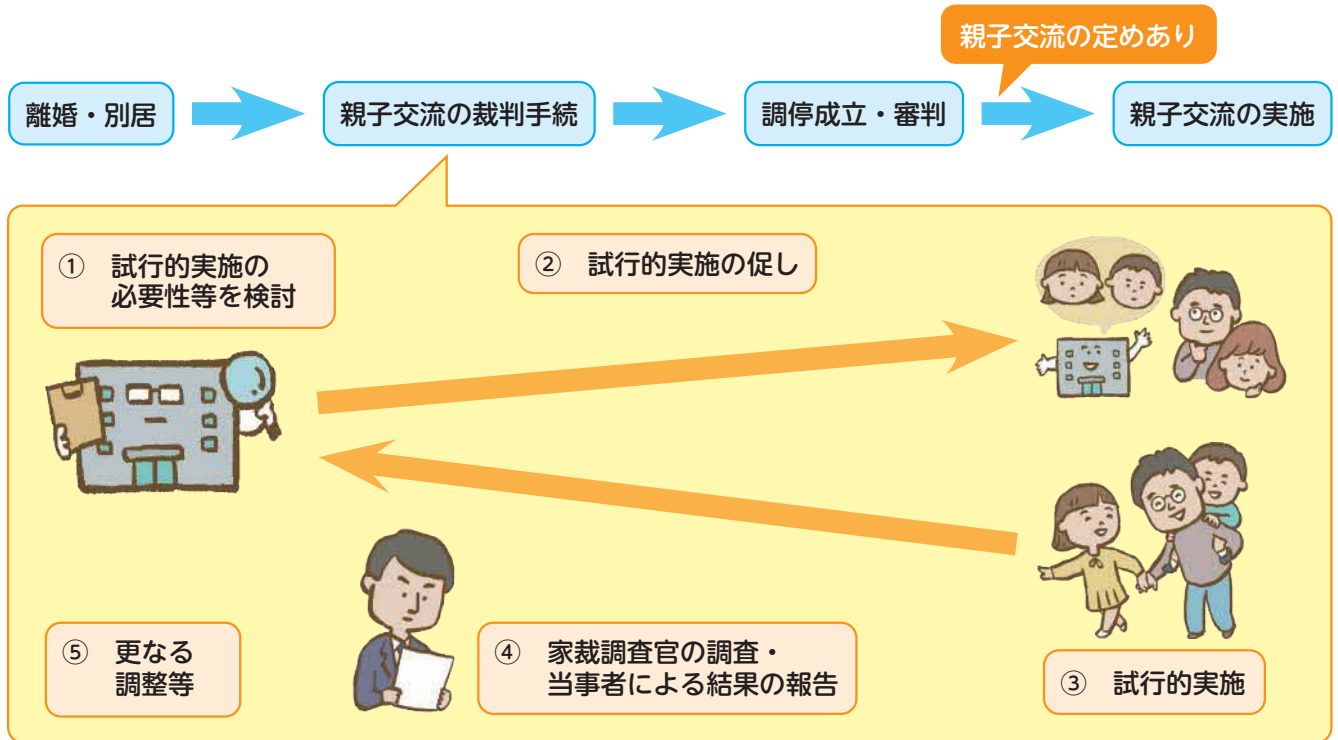 親子交流の定めあり
離婚・別居
親子交流の裁判手続
調停成立・審判
親子交流の実施
① 試行的実施の
必要性等を検討
② 試行的実施の促し
③ 試行的実施
④ 家裁調査官の調査・
当事者による結果の報告
⑤ 更なる
調整等